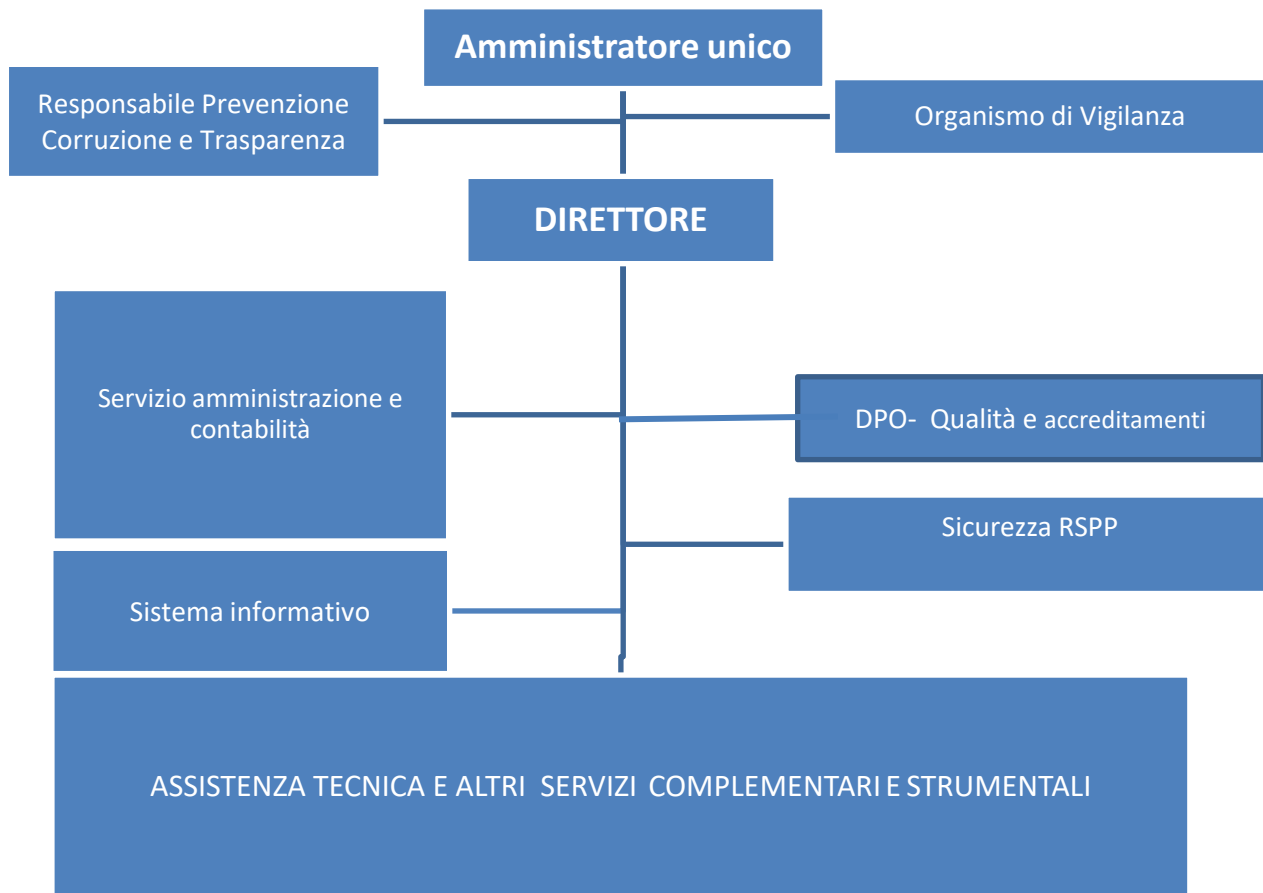 Amministratore unico
Responsabile Prevenzione
Corruzione e Trasparenza
Organismo di Vigilanza
DIRETTORE
Servizio amministrazione e
contabilità
DPO- Qualità e accreditamenti
Sicurezza RSPP
Sistema informativo
ASSISTENZA TECNICA E ALTRI SERVIZI COMPLEMENTARI E STRUMENTALI